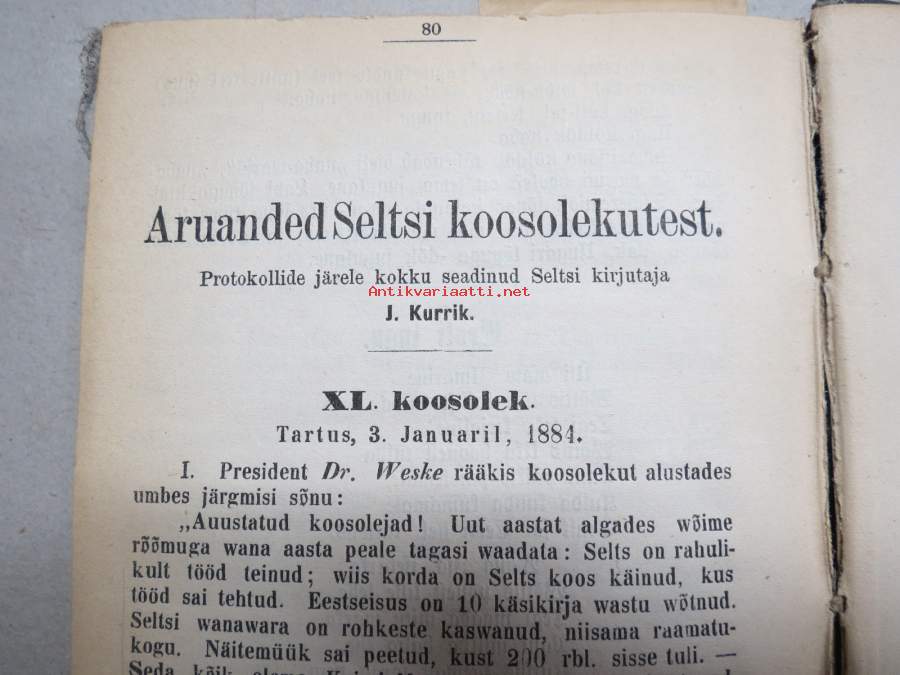 80
Aruanded Seltsi koosolekutest.
Protokollide järele kokku seadinud Seltsi kirjutaja
Antikvariaatti.net
J. Kurrik.
XL. koosolek.
Tartus, 3. Januaril, 1884.
I. President Dr. Weske rääkis koosolekut alustades
umbes järgmisi sõnu:
„Auustatud koosolejad! Uut aastat algades wõime
rõõmuga wana aasta peale tagasi waadata: Selts on rahuli-
kult tööd teinud; wiis korda on Selts koos käinud, kus
tööd sai tehtud. Eestseisus on 10 käsikirja wastu wõtnud.
Seltsi wanawara on rohkeste kaswanud, niisama raamatu-
kogu. Näitemüük sai peetud, kust 200 rbl. sisse tuli. —
Seda kõik oleme